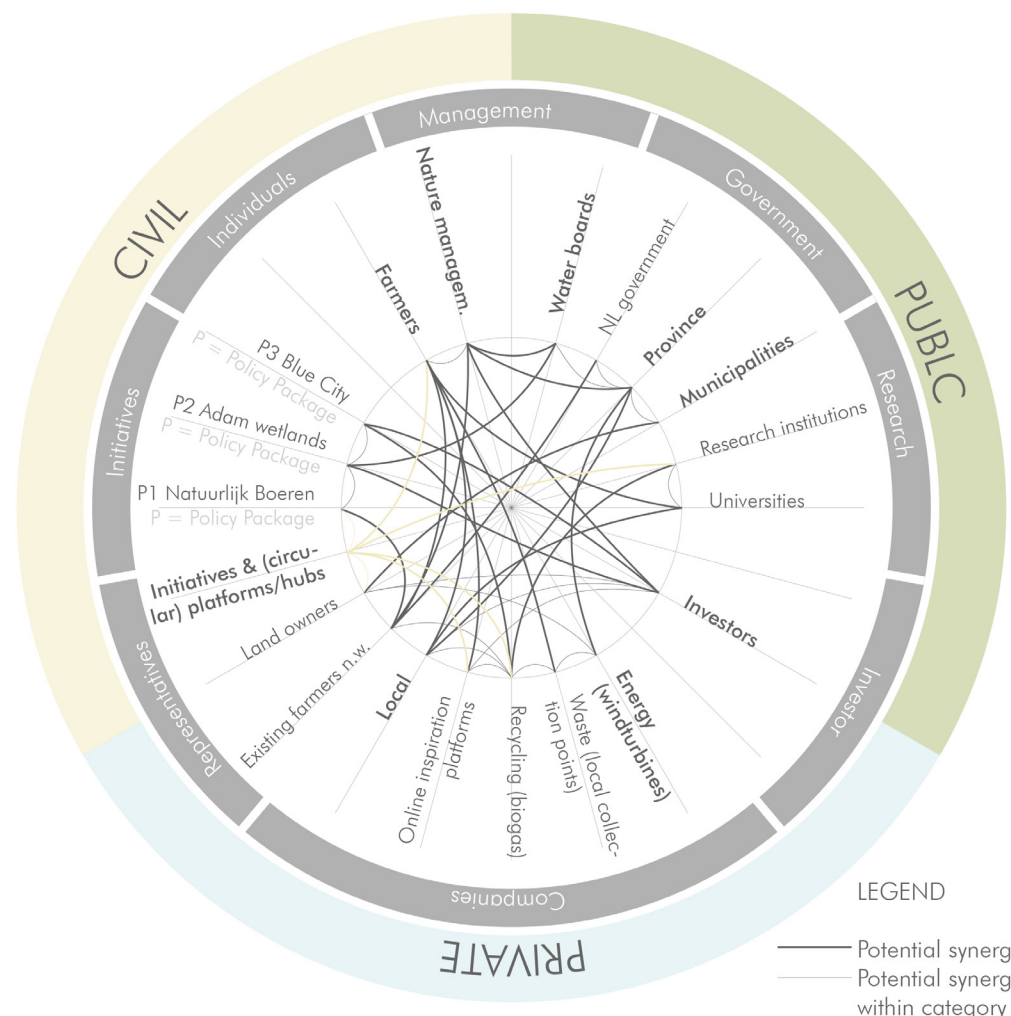 Management
Government
Research
Investor
Companies
Representatives
Initiatives
Individuals
CIVIL
PUBLC
PRIVATE
Nature managem.
Water boards
NL government
Province
Municipalities
Research institutions
Universities
Investors
Energy
(windturbines)
Waste (local collec-
tion points)
Recycling (biogas)
Online inspiration
platforms
Local
Existing farmers n.w.
Land owners
Initiatives & (circu-
lar) platforms/hubs
P1 Natuurlijk Boeren
P = Policy Package
P2 Adam wetlands
P = Policy Package
P3 Blue City
P = Policy Package
Farmers
LEGEND
Potential synerg
Potential synerg
within category